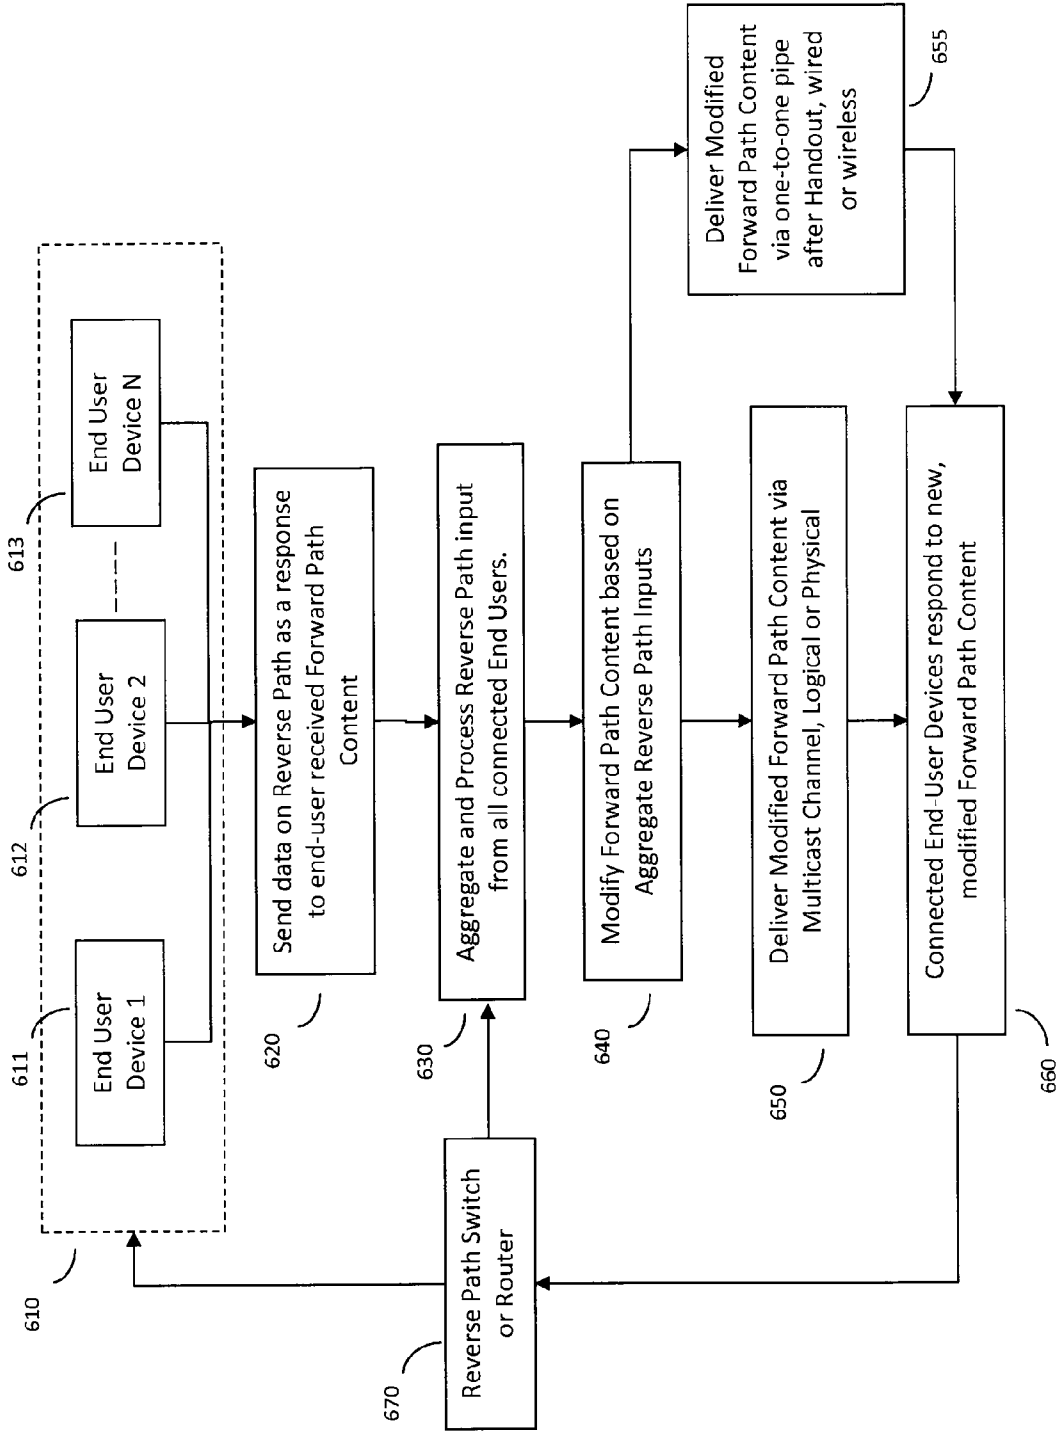 610
611
End User
Device 1
612
End User
Device 2
613
End User
Device N
620
Send data on Reverse Path as a response
to end-user received Forward Path
Content
670
Reverse Path Switch
or Router
630
Aggregate and Process Reverse Path input
from all connected End Users.
640
Modify Forward Path Content based on
Aggregate Reverse Path Inputs
650
Deliver Modified Forward Path Content via
Multicast Channel, Logical or Physical
Deliver Modified
Forward Path Content
via one-to-one pipe
after Handout, wired
or wireless
655
660
Connected End-User Devices respond to new,
modified Forward Path Content